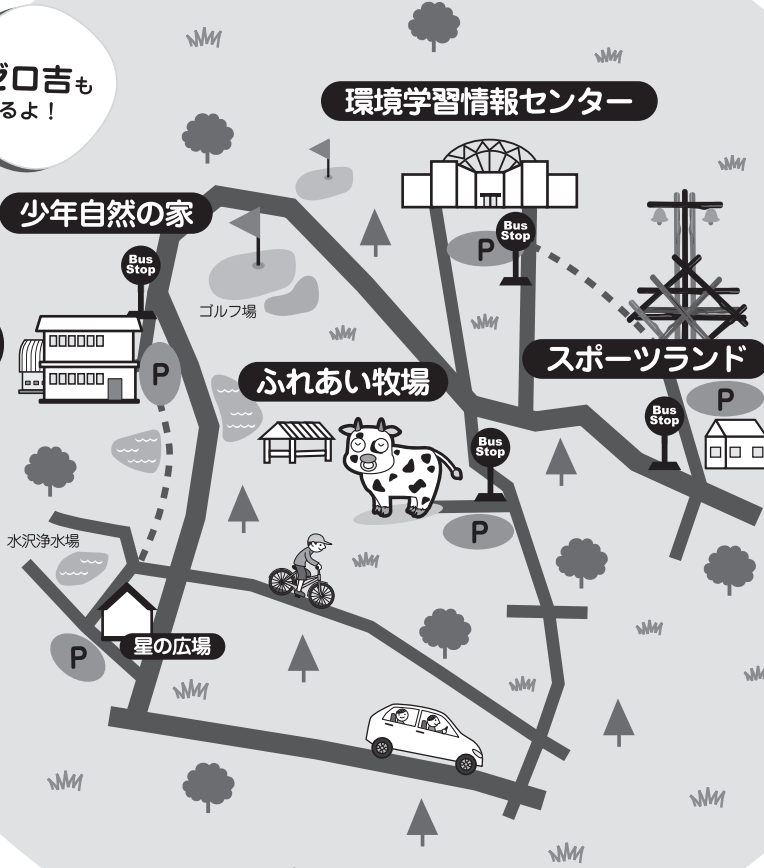 ゼロ吉も
るよ！
環境学習情報センター
少年自然の家
Bus
Stop
P
Bus
Stop
ゴルフ場
P
スポーツランド
ふれあい牧場
P
Bus
Stop
Bus
Stop
P
水沢浄水場
星の広場
P